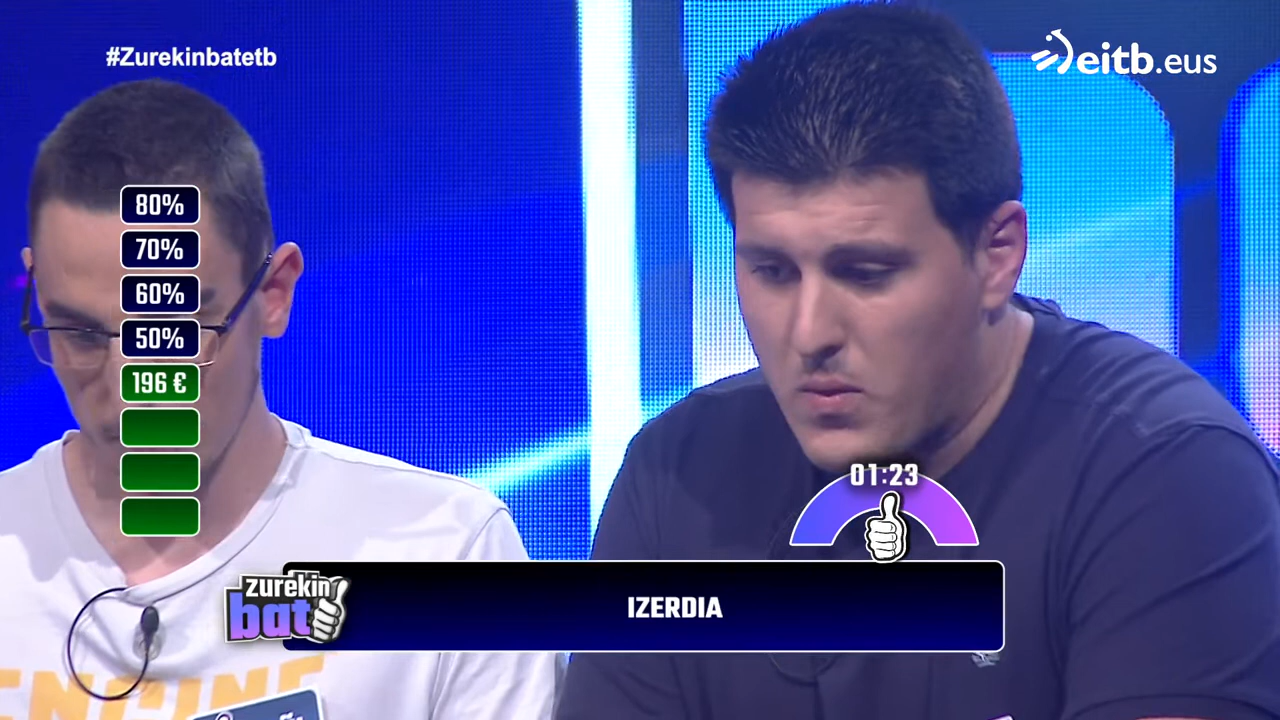 #Zurekinbatetb
eitb.eus
80%
70%
60%
50%
196 €
01:23
zurekin
bat
IZERDIA